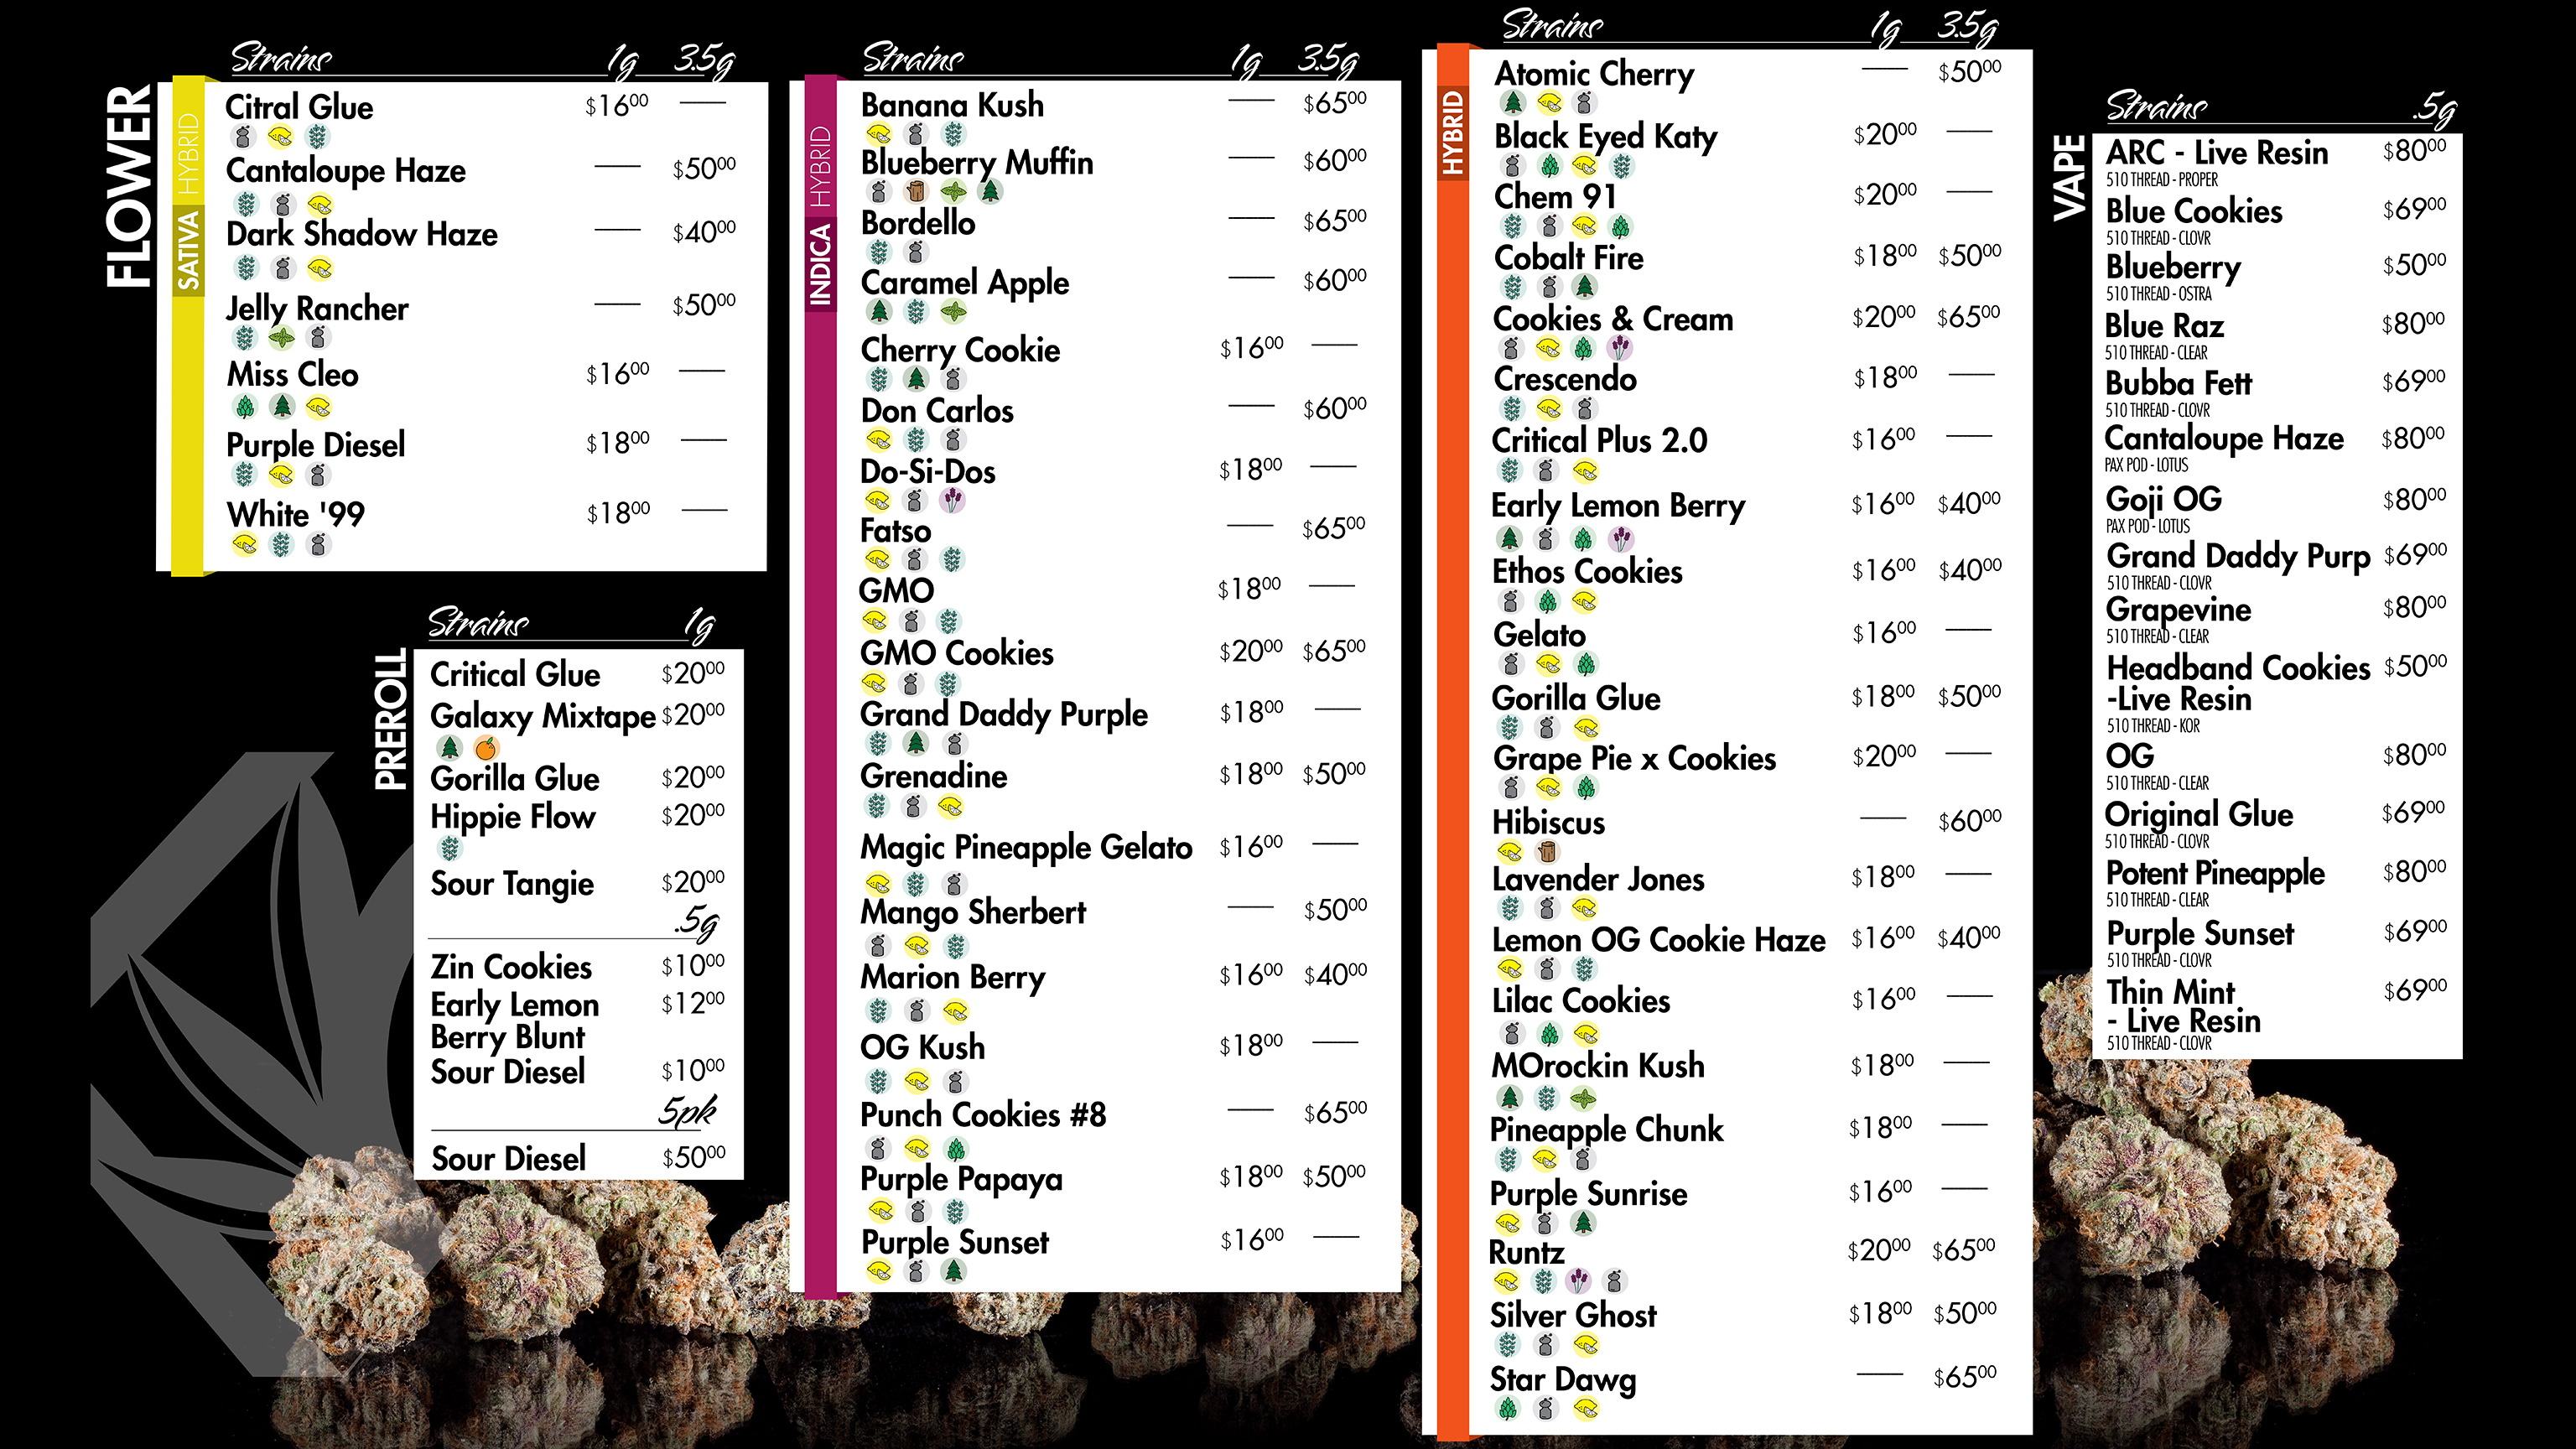 FLOWER
SATIVA HYBRID
Strains 1g 3.5g
Citral Glue $16.00 —
Cantaloupe Haze — $50.00
Dark Shadow Haze — $40.00
Jelly Rancher — $50.00
Miss Cleo $16.00 —
Purple Diesel $18.00 —
White '99 $18.00 —
PREROLL
Strains 1g
Critical Glue $20.00
Galaxy Mixtape $20.00
Gorilla Glue $20.00
Hippie Flow $20.00
Sour Tangie $20.00
.5g
Zin Cookies $10.00
Early Lemon $12.00
Berry Blunt
Sour Diesel $10.00
5pk
Sour Diesel $50.00
INDICA HYBRID
Strains 1g 3.5g
Banana Kush — $65.00
Blueberry Muffin — $60.00
Bordello — $65.00
Caramel Apple — $60.00
Cherry Cookie $16.00 —
Don Carlos — $60.00
Do-Si-Dos $18.00 —
Fatso — $65.00
GMO $18.00 —
GMO Cookies $20.00 $65.00
Grand Daddy Purple $18.00 —
Grenadine $18.00 $50.00
Magic Pineapple Gelato $16.00 —
Mango Sherbert — $50.00
Marion Berry $16.00 $40.00
OG Kush $18.00 —
Punch Cookies #8 — $65.00
Purple Papaya $18.00 $50.00
Purple Sunset $16.00 —
HYBRID
Strains 1g 3.5g
Atomic Cherry — $50.00
Black Eyed Katy $20.00 —
Chem 91 $20.00 —
Cobalt Fire $18.00 $50.00
Cookies & Cream $20.00 $65.00
Crescendo $18.00 —
Critical Plus 2.0 $16.00 —
Early Lemon Berry $16.00 $40.00
Ethos Cookies $16.00 $40.00
Gelato $16.00 —
Gorilla Glue $18.00 $50.00
Grape Pie x Cookies $20.00 —
Hibiscus — $60.00
Lavender Jones $18.00 —
Lemon OG Cookie Haze $16.00 $40.00
Lilac Cookies $16.00 —
MOrockin Kush $18.00 —
Pineapple Chunk $18.00 —
Purple Sunrise $16.00 —
Runtz $20.00 $65.00
Silver Ghost $18.00 $50.00
Star Dawg — $65.00
VAPE
Strains .5g
ARC - Live Resin $80.00
510 THREAD - PROPER
Blue Cookies $69.00
510 THREAD - CLOVR
Blueberry $50.00
510 THREAD - OSTRA
Blue Raz $80.00
510 THREAD - CLEAR
Bubba Fett $69.00
510 THREAD - CLOVR
Cantaloupe Haze $80.00
PAX POD - LOTUS
Goji OG $80.00
PAX POD - LOTUS
Grand Daddy Purp $69.00
510 THREAD - CLOVR
Grapevine $80.00
510 THREAD - CLEAR
Headband Cookies $50.00
-Live Resin
510 THREAD - KOR
OG $80.00
510 THREAD - CLEAR
Original Glue $69.00
510 THREAD - CLOVR
Potent Pineapple $80.00
510 THREAD - CLEAR
Purple Sunset $69.00
510 THREAD - CLOVR
Thin Mint $69.00
- Live Resin
510 THREAD - CLOVR